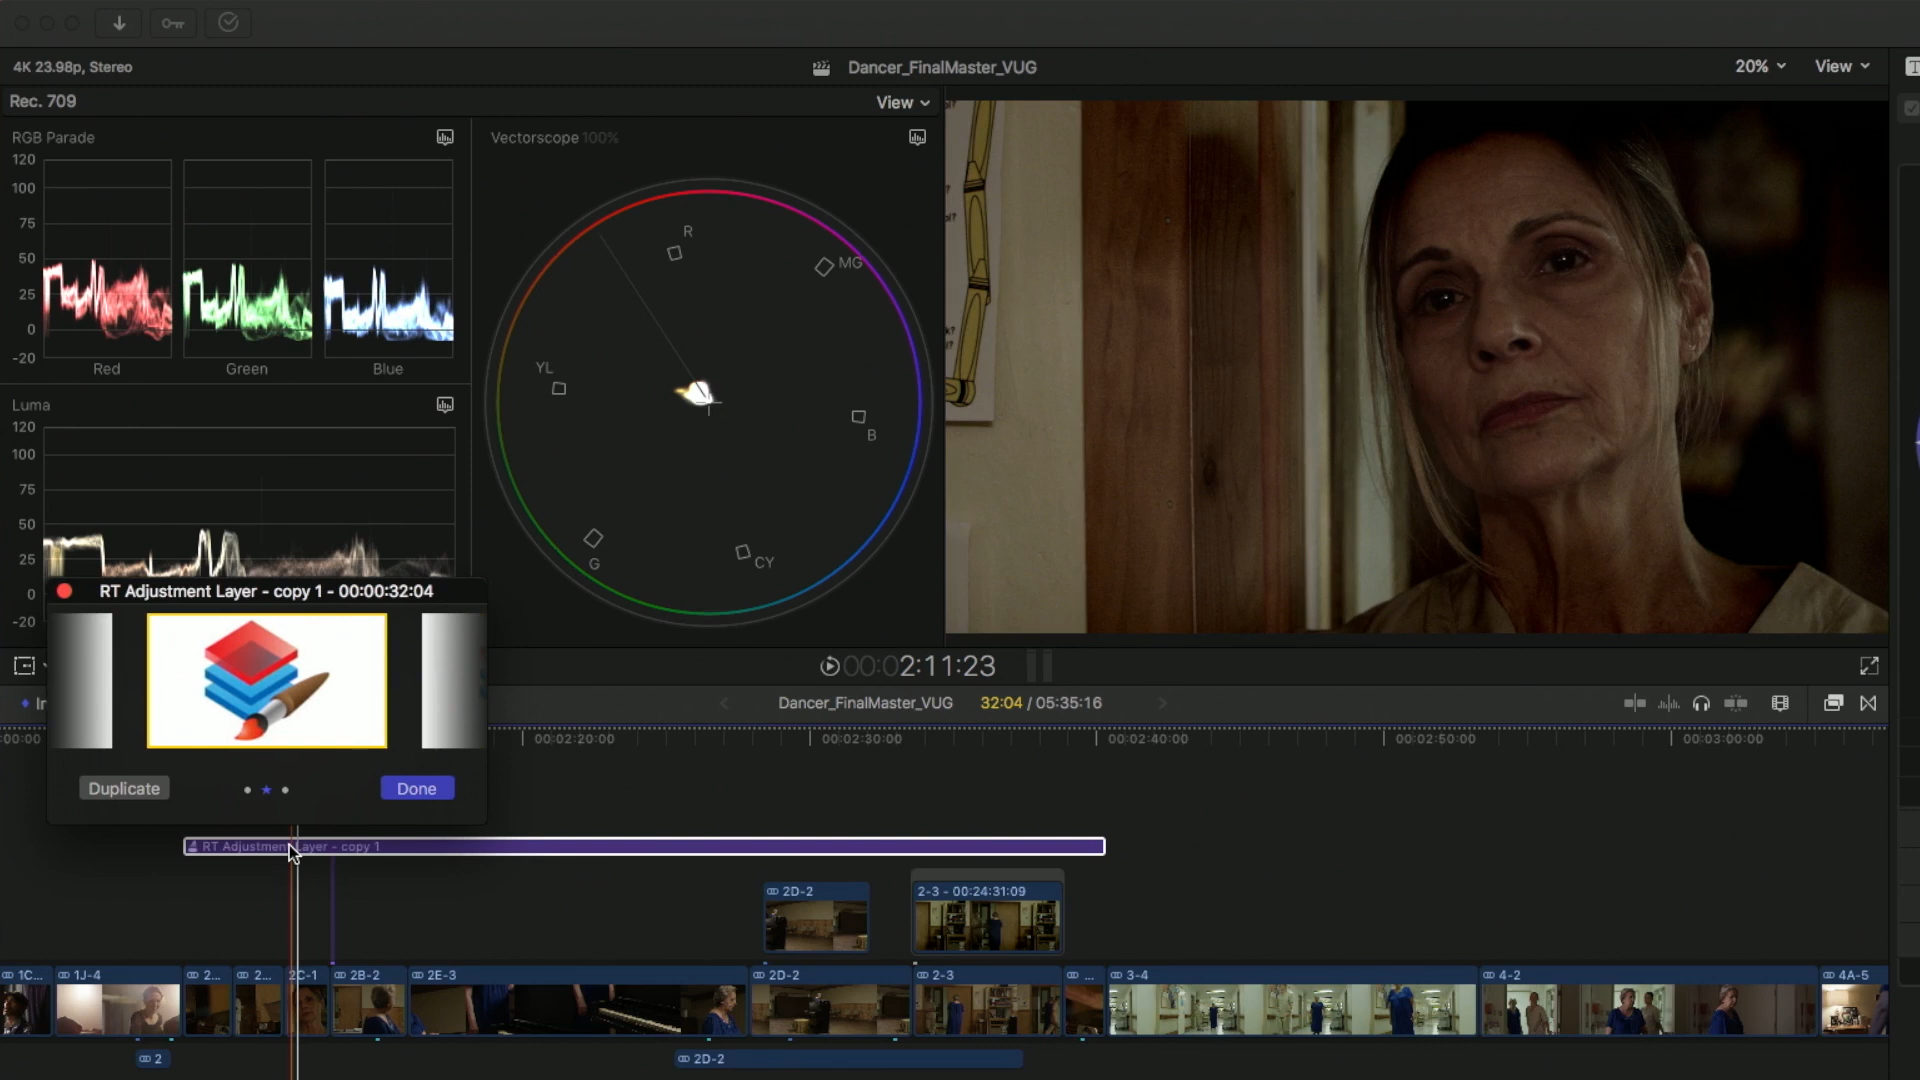 4K 23.98p, Stereo
Dancer_FinalMaster_VUG
20%
View
Rec. 709
View
RGB Parade
120
100
75
50
25
0
-20
Red
Green
Blue
Vectorscope 100%
R
MG
YL
B
G
CY
Luma
120
100
75
50
25
0
-20
RT Adjustment Layer - copy 1 - 00:00:32:04
Duplicate
Done
00:02:11:23
Dancer_FinalMaster_VUG
32:04 / 05:35:16
00:02:20:00
00:02:30:00
00:02:40:00
00:02:50:00
00:03:00:00
RT Adjustment Layer - copy 1
2D-2
2-3 - 00:24:31:09
1C...
1J-4
2...
2...
2C-1
2B-2
2E-3
2D-2
2-3
...
3-4
4-2
4A-5
2
2D-2